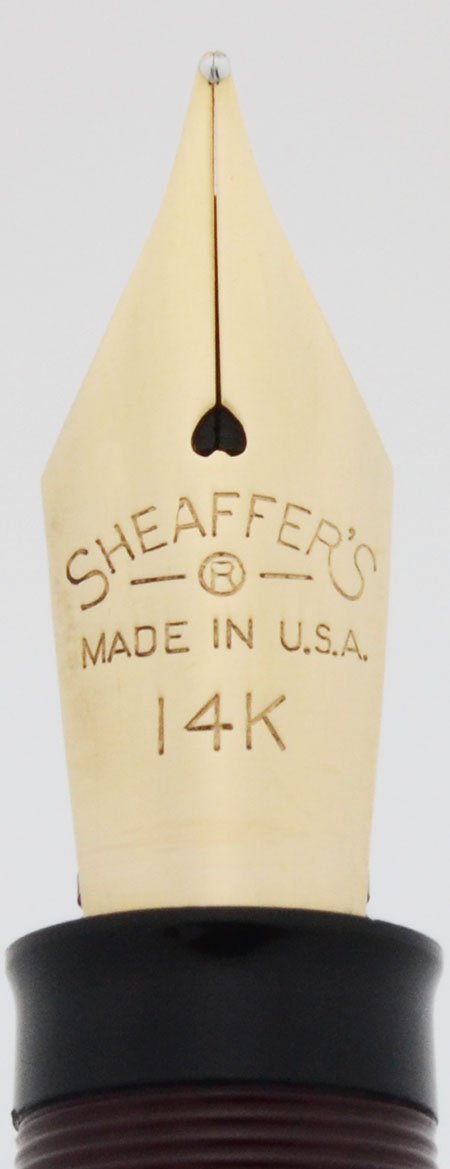 SHEAFFER'S
— ® —
MADE IN U.S.A.
14K